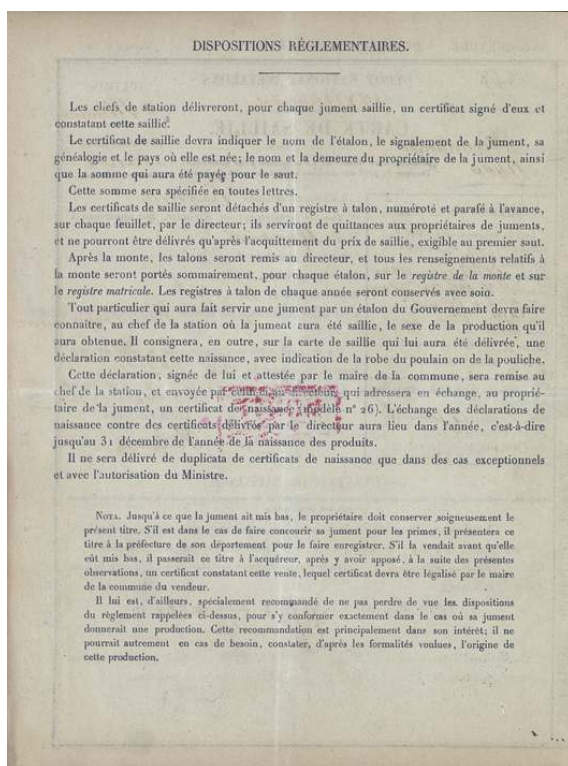 DISPOSITIONS RÉGLEMENTAIRES.
Les chefs de station délivreront, pour chaque jument saillie, un certificat signé d'eux et
constatant cette saillie.
Le certificat de saillie devra indiquer le nom de l'étalon, le signalement de la jument, sa
généalogie et le pays où elle est née; le nom et la demeure du propriétaire de la jument, ainsi
que la somme qui aura été payée pour le saut.
Cette somme sera spécifiée en toutes lettres.
Les certificats de saillie seront détachés d'un registre à talon, numéroté et parafé à l'avance,
sur chaque feuillet, par le directeur; ils serviront de quittances aux propriétaires de juments,
et ne pourront être délivrés qu'après l'acquittement du prix de saillie, exigible au premier saut.
Après la monte, les talons seront remis au directeur, et tous les renseignements relatifs à
la monte seront portés sommairement, pour chaque étalon, sur le registre de la monte et sur
le registre matricule. Les registres à talon de chaque année seront conservés avec soin.
Tout particulier qui aura fait servir une jument par un étalon du Gouvernement devra faire
connaître, au chef de la station où la jument aura été saillie, le sexe de la production qu'il
aura obtenue. Il consignera, en outre, sur la carte de saillie qui lui aura été délivrée, une
déclaration constatant cette naissance, avec indication de la robe du poulain ou de la pouliche.
Cette déclaration, signée de lui et attestée par le maire de la commune, sera remise au
chef de la station, et envoyée par celui-ci au directeur, qui adressera en échange, au proprié-
taire de la jument, un certificat de naissance (modèle n° 26). L'échange des déclarations de
naissance contre des certificats délivrés par le directeur aura lieu dans l'année, c'est-à-dire
jusqu'au 31 décembre de l'année de la naissance des produits.
Il ne sera délivré de duplicata de certificats de naissance que dans des cas exceptionnels
et avec l'autorisation du Ministre.
NOTA. Jusqu'à ce que la jument ait mis bas, le propriétaire doit conserver soigneusement le
présent titre. S'il est dans le cas de faire concourir sa jument pour les primes, il présentera ce
titre à la préfecture de son département pour le faire enregistrer. S'il la vendait avant qu'elle
eût mis bas, il passerait ce titre à l'acquéreur, après y avoir apposé, à la suite des présentes
observations, un certificat constatant cette vente, lequel certificat devra être légalisé par le maire
de la commune du vendeur.
Il lui est, d'ailleurs, spécialement recommandé de ne pas perdre de vue les dispositions
du règlement rappelées ci-dessus, pour s'y conformer exactement dans le cas où sa jument
donnerait une production. Cette recommandation est principalement dans son intérêt; il ne
pourrait autrement en cas de besoin, constater, d'après les formalités voulues, l'origine de
cette production.